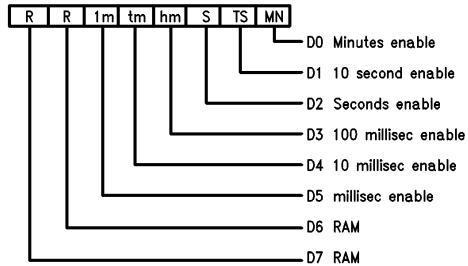 R R 1m tm hm S TS MN
D0 Minutes enable
D1 10 second enable
D2 Seconds enable
D3 100 millisec enable
D4 10 millisec enable
D5 millisec enable
D6 RAM
D7 RAM